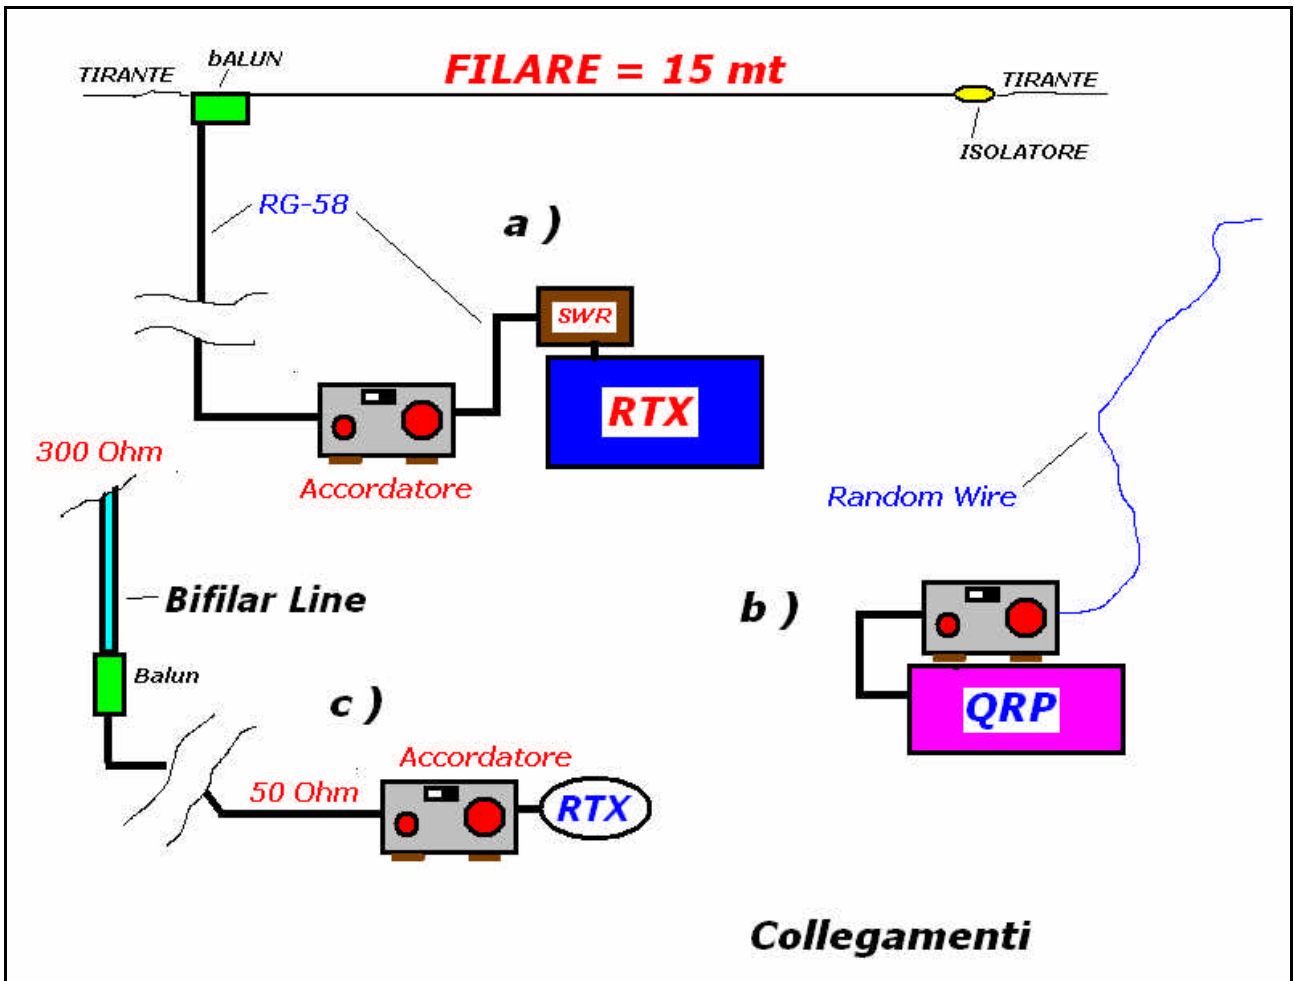 TIRANTE
bALUN
FILARE = 15 mt
TIRANTE
ISOLATORE
RG-58
a )
SWR
RTX
Accordatore
300 Ohm
Bifilar Line
Balun
c )
Accordatore
50 Ohm
RTX
Random Wire
b )
QRP
Collegamenti